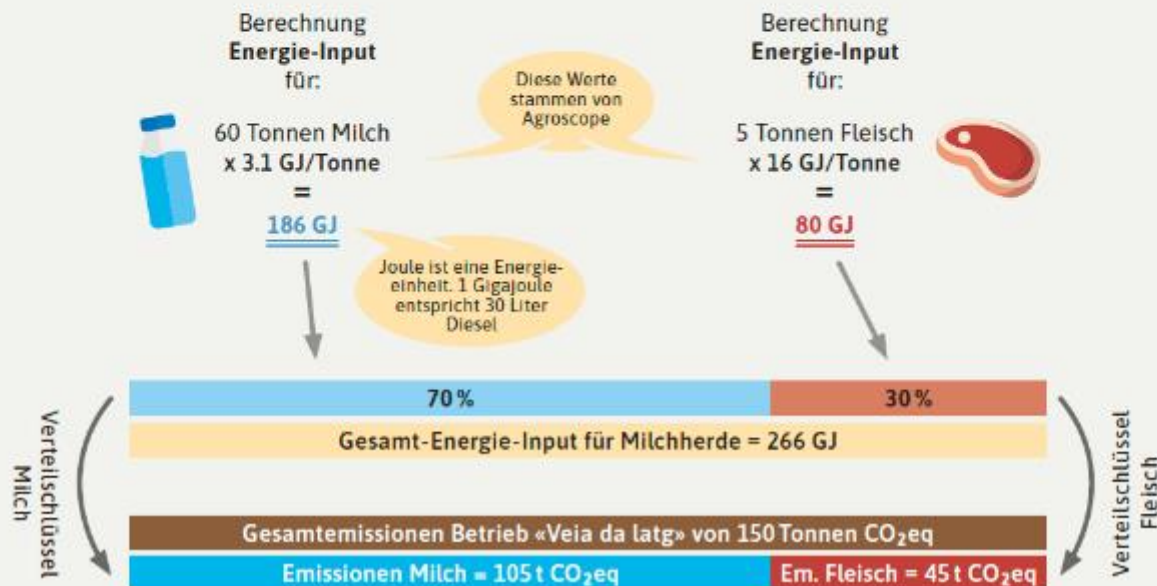 Berechnung
Energie-Input
für:
60 Tonnen Milch
x 3.1 GJ/Tonne
=
186 GJ
Diese Werte
stammen von
Agroscope
Berechnung
Energie-Input
für:
5 Tonnen Fleisch
x 16 GJ/Tonne
=
80 GJ
Joule ist eine Energie-
einheit. 1 Gigajoule
entspricht 30 Liter
Diesel
70 %
30 %
Gesamt-Energie-Input für Milchherde = 266 GJ
Verteilschlüssel
Milch
Verteilschlüssel
Fleisch
Gesamtemissionen Betrieb «Veia da latg» von 150 Tonnen CO₂eq
Emissionen Milch = 105 t CO₂eq
Em. Fleisch = 45 t CO₂eq